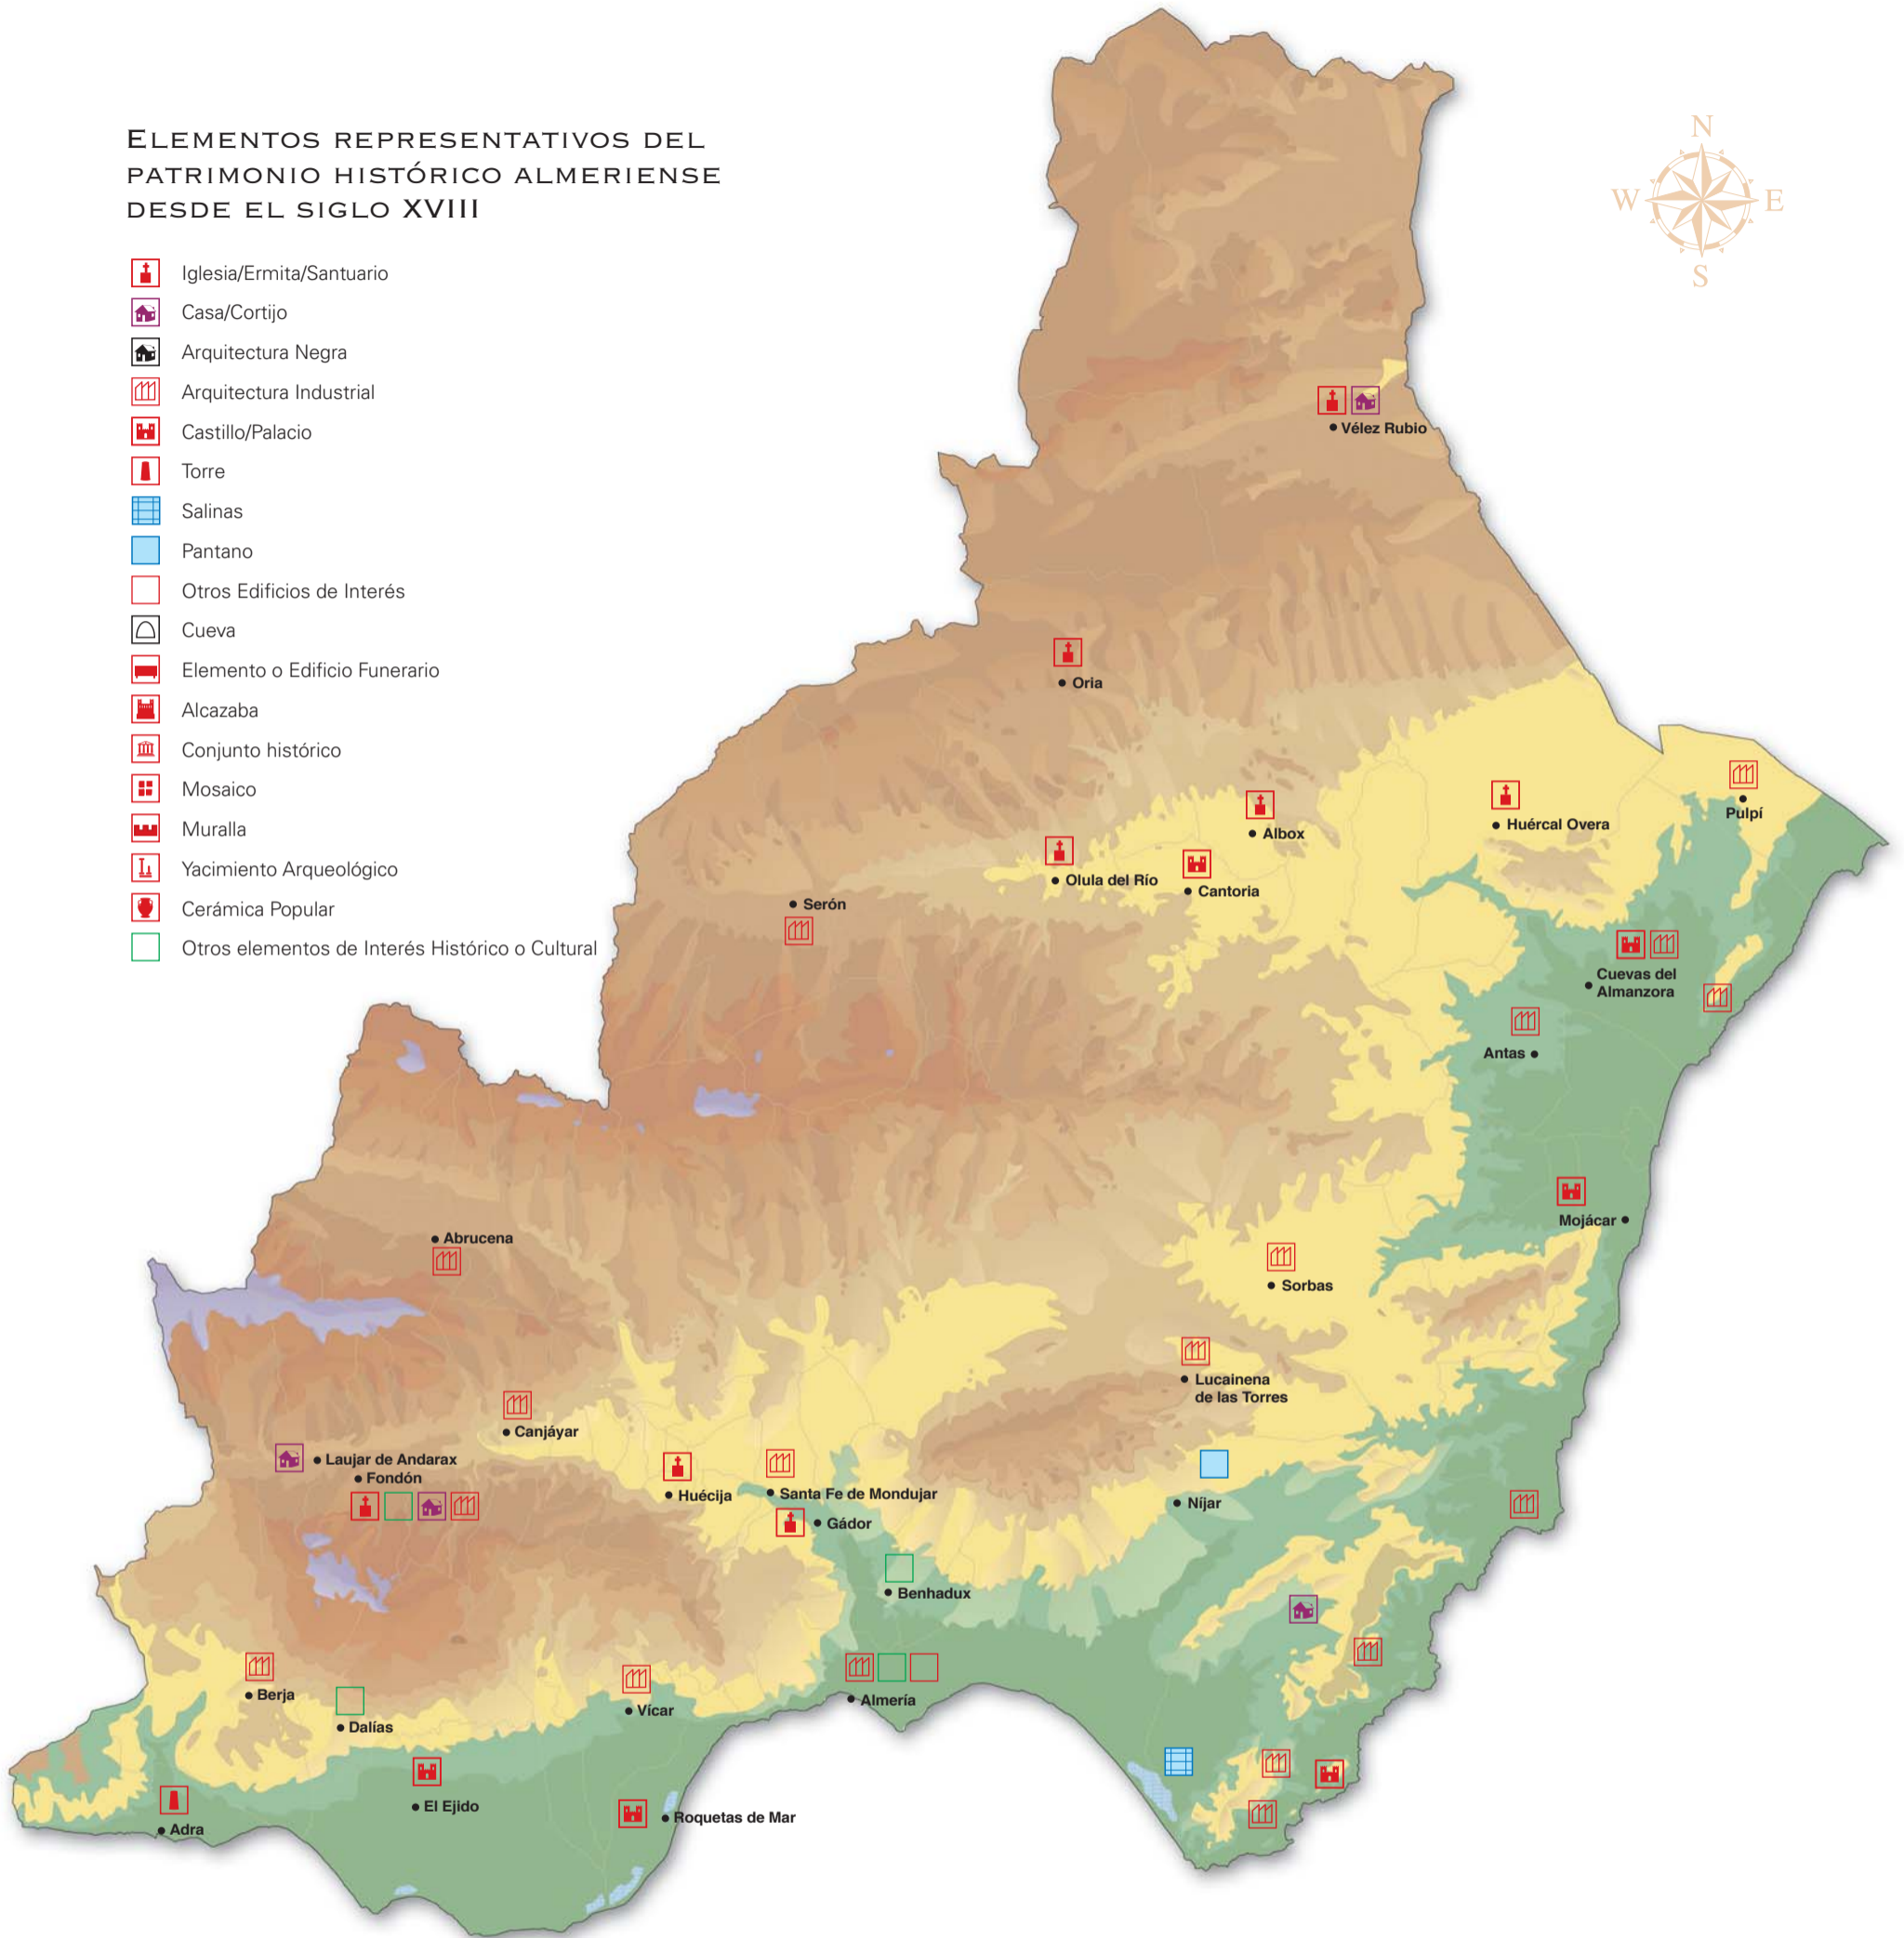 ELEMENTOS REPRESENTATIVOS DEL
PATRIMONIO HISTÓRICO ALMERIENSE
DESDE EL SIGLO XVIII
N
W E
S
Iglesia/Ermita/Santuario
Casa/Cortijo
Arquitectura Negra
Arquitectura Industrial
Castillo/Palacio
Torre
Salinas
Pantano
Otros Edificios de Interés
Cueva
Elemento o Edificio Funerario
Alcazaba
Conjunto histórico
Mosaico
Muralla
Yacimiento Arqueológico
Cerámica Popular
Otros elementos de Interés Histórico o Cultural
Vélez Rubio
Oria
Pulpí
Huércal Overa
Albox
Olula del Río
Cantoria
Serón
Cuevas del
Almanzora
Antas
Mojácar
Abrucena
Sorbas
Lucainena
de las Torres
Canjáyar
Laujar de Andarax
Fondón
Huécija
Santa Fe de Mondujar
Níjar
Gádor
Benhadux
Berja
Almería
Vícar
Dalías
El Ejido
Roquetas de Mar
Adra